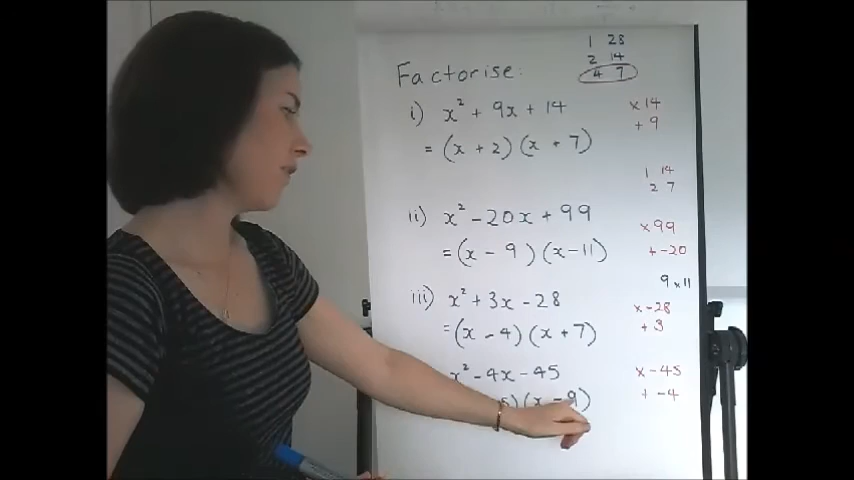 Factorise:
1 28
2 14
4 7
i) x² + 9x + 14
x 14
+ 9
= (x + 2) (x + 7)
1 14
2 7
ii) x² - 20x + 99
x 99
+ -20
= (x - 9) (x - 11)
9 x 11
iii) x² + 3x - 28
x -28
+ 3
= (x - 4) (x + 7)
x² - 4x - 45
x -45
+ -4
5) (x - 9)